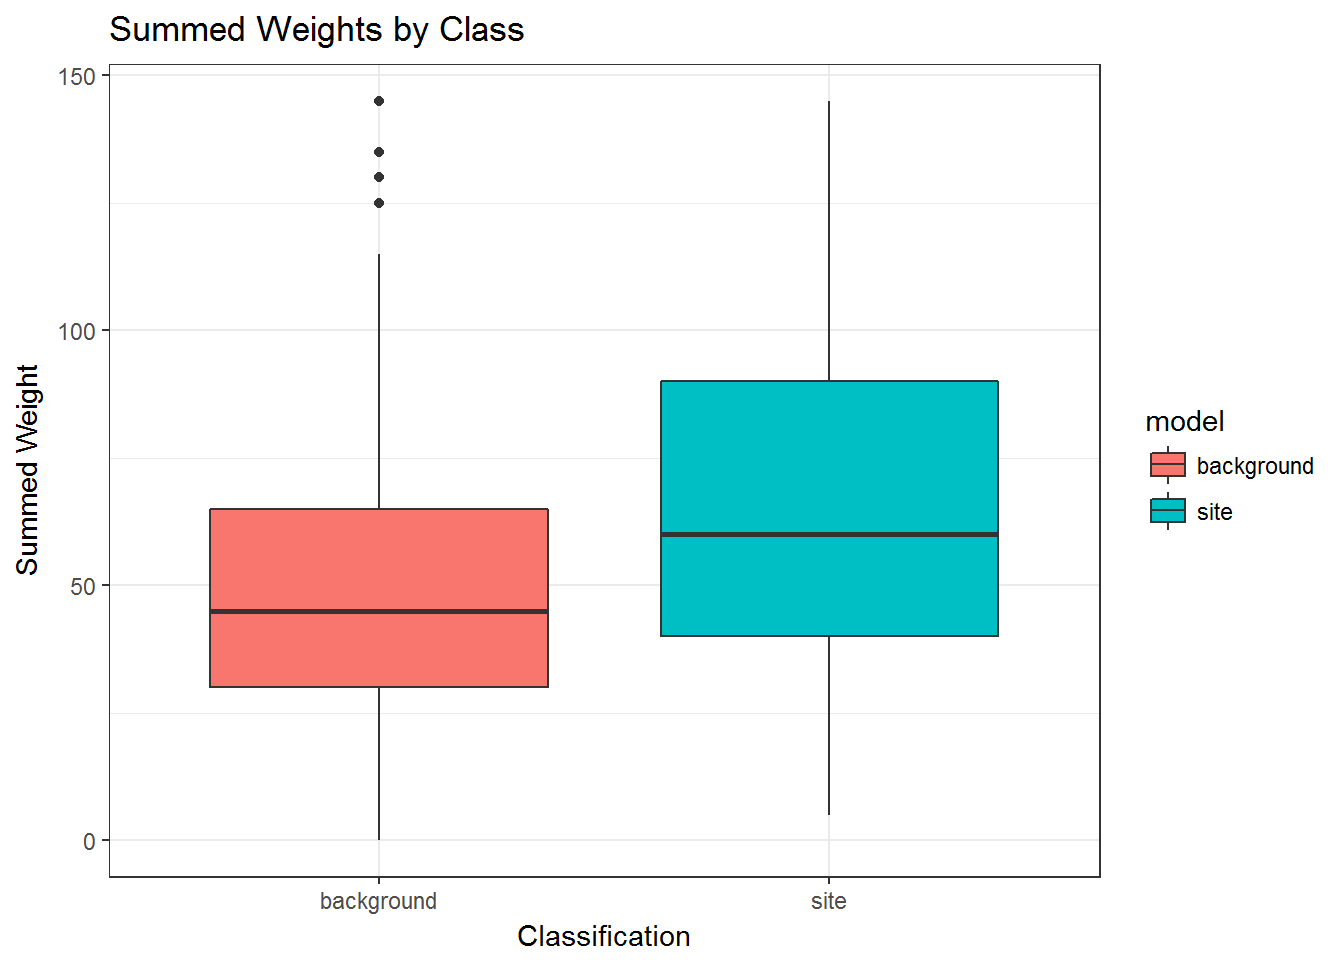 Summed Weights by Class
150
100
50
0
Summed Weight
background
site
Classification
model
background
site